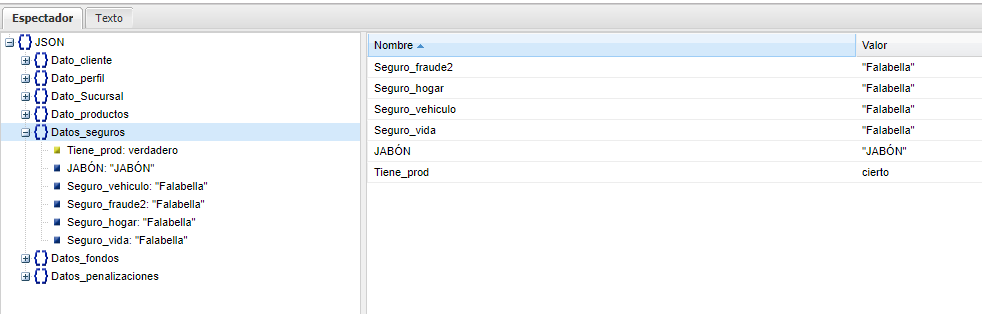 Espectador
Texto
JSON
Dato_cliente
Dato_perfil
Dato_Sucursal
Dato_productos
Datos_seguros
Tiene_prod: verdadero
JABÓN: "JABÓN"
Seguro_vehiculo: "Falabella"
Seguro_fraude2: "Falabella"
Seguro_hogar: "Falabella"
Seguro_vida: "Falabella"
Datos_fondos
Datos_penalizaciones
Nombre Valor
Seguro_fraude2 "Falabella"
Seguro_hogar "Falabella"
Seguro_vehiculo "Falabella"
Seguro_vida "Falabella"
JABÓN "JABÓN"
Tiene_prod cierto